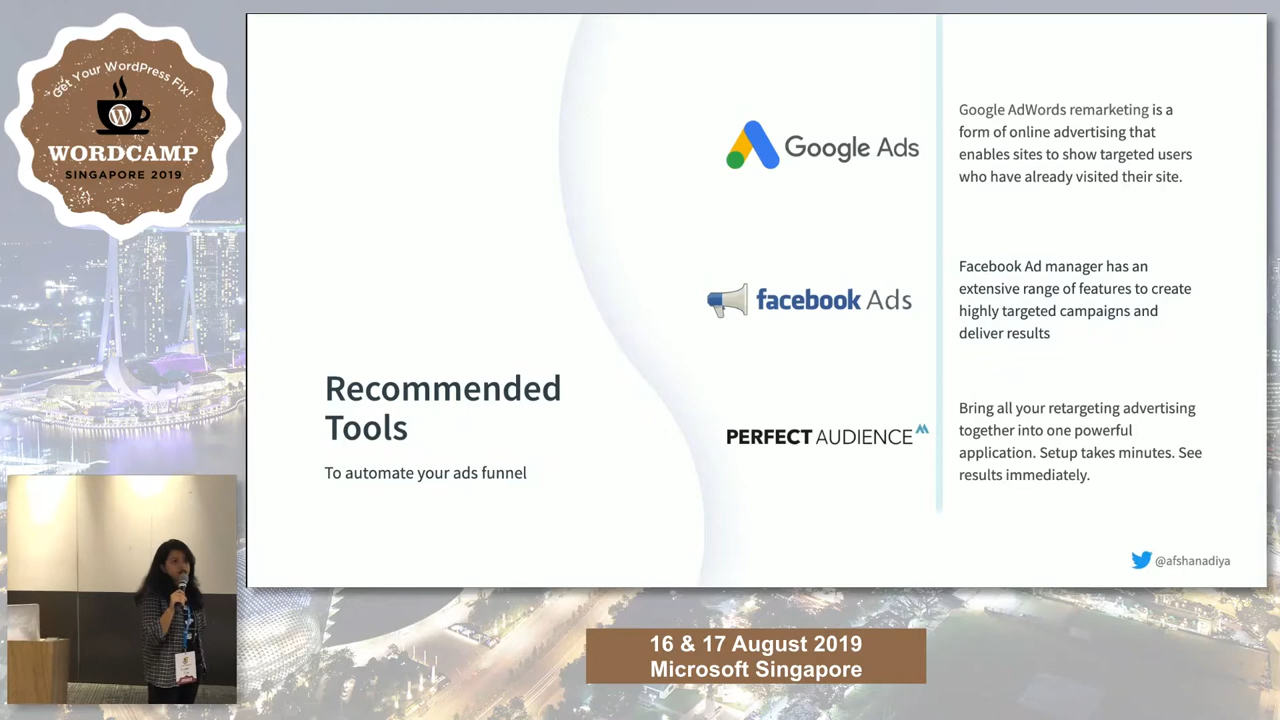 Get Your WordPress Fix!
WORDCAMP
SINGAPORE 2019
Recommended
Tools
To automate your ads funnel
Google Ads
Google AdWords remarketing is a
form of online advertising that
enables sites to show targeted users
who have already visited their site.
facebook Ads
Facebook Ad manager has an
extensive range of features to create
highly targeted campaigns and
deliver results
PERFECT AUDIENCE
Bring all your retargeting advertising
together into one powerful
application. Setup takes minutes. See
results immediately.
@afshanadiya
16 & 17 August 2019
Microsoft Singapore